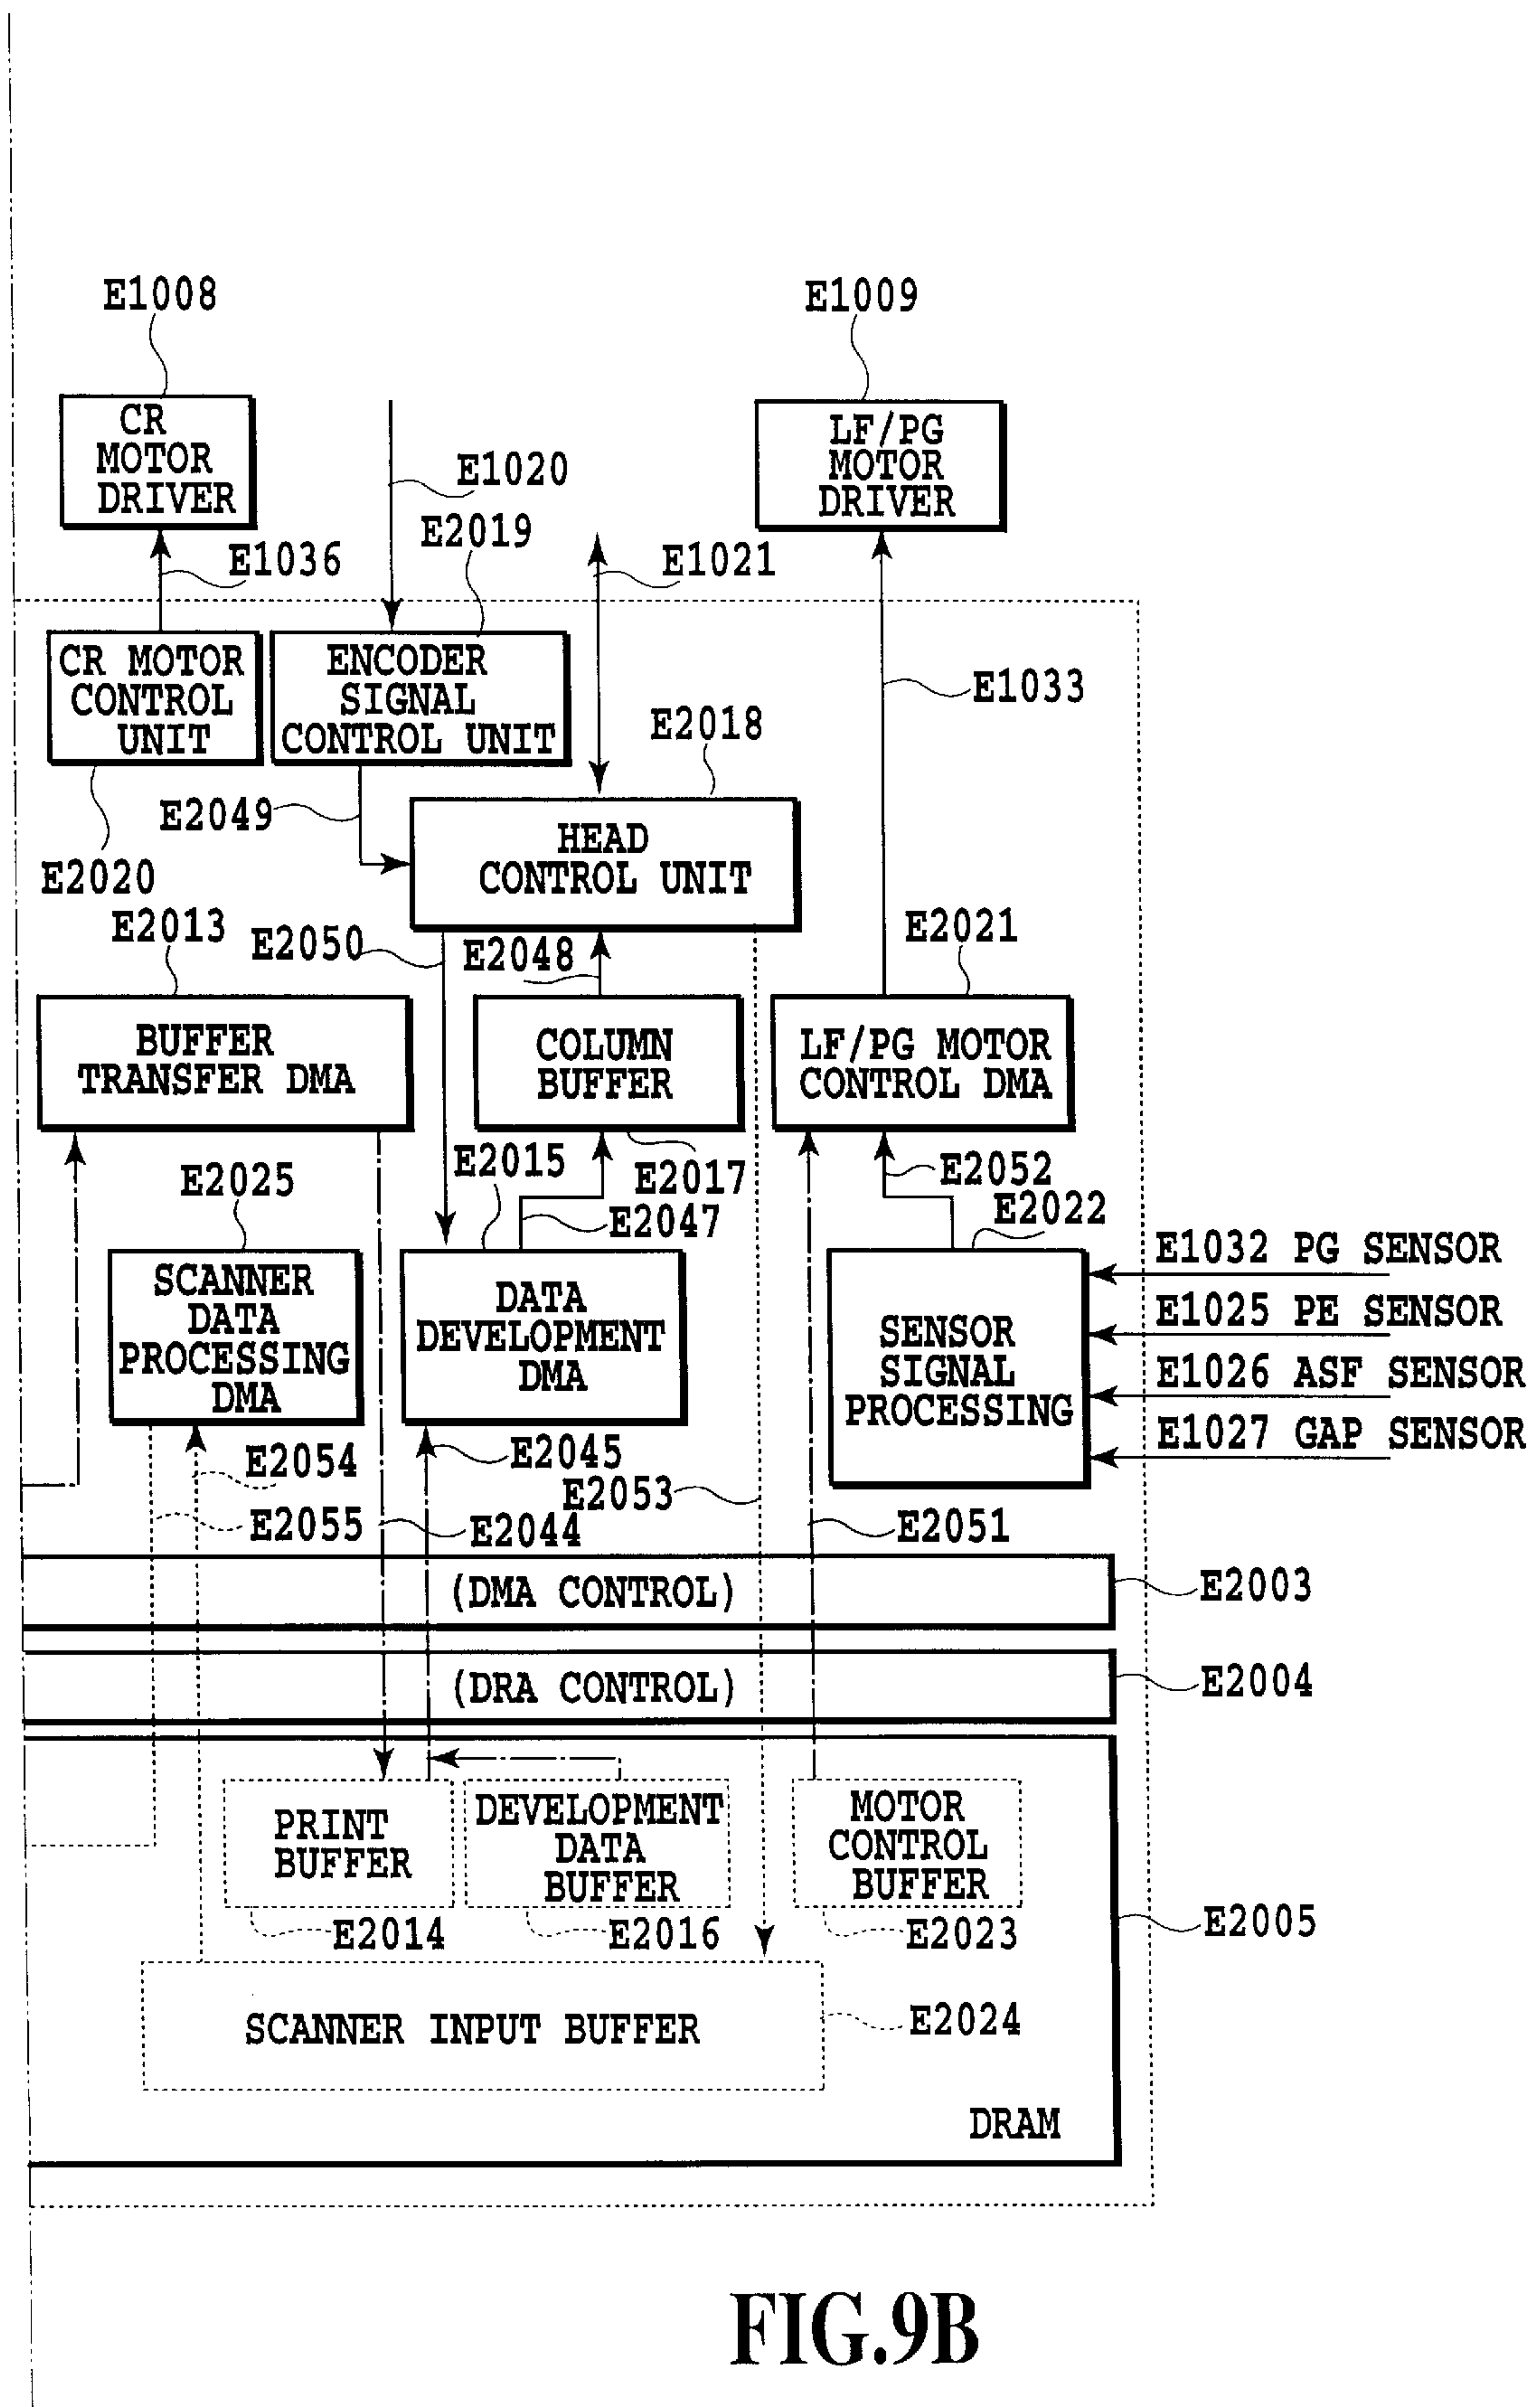 E1008
E1009
CR
MOTOR
DRIVER
LF/PG
MOTOR
DRIVER
E1020
E2019
E1036
E1021
CR MOTOR
CONTROL
UNIT
ENCODER
SIGNAL
CONTROL UNIT
E1033
E2018
E2049
HEAD
CONTROL UNIT
E2020
E2013
E2050
E2048
E2021
BUFFER
TRANSFER DMA
COLUMN
BUFFER
LF/PG MOTOR
CONTROL DMA
E2025
E2015
E2017
E2047
E2052
E2022
SCANNER
DATA
PROCESSING
DMA
DATA
DEVELOPMENT
DMA
SENSOR
SIGNAL
PROCESSING
E1032 PG SENSOR
E1025 PE SENSOR
E1026 ASF SENSOR
E1027 GAP SENSOR
E2054
E2045
E2053
E2055
E2044
E2051
(DMA CONTROL)
E2003
(DRA CONTROL)
E2004
PRINT
BUFFER
DEVELOPMENT
DATA
BUFFER
MOTOR
CONTROL
BUFFER
E2014
E2016
E2023
E2005
SCANNER INPUT BUFFER
E2024
DRAM
FIG.9B